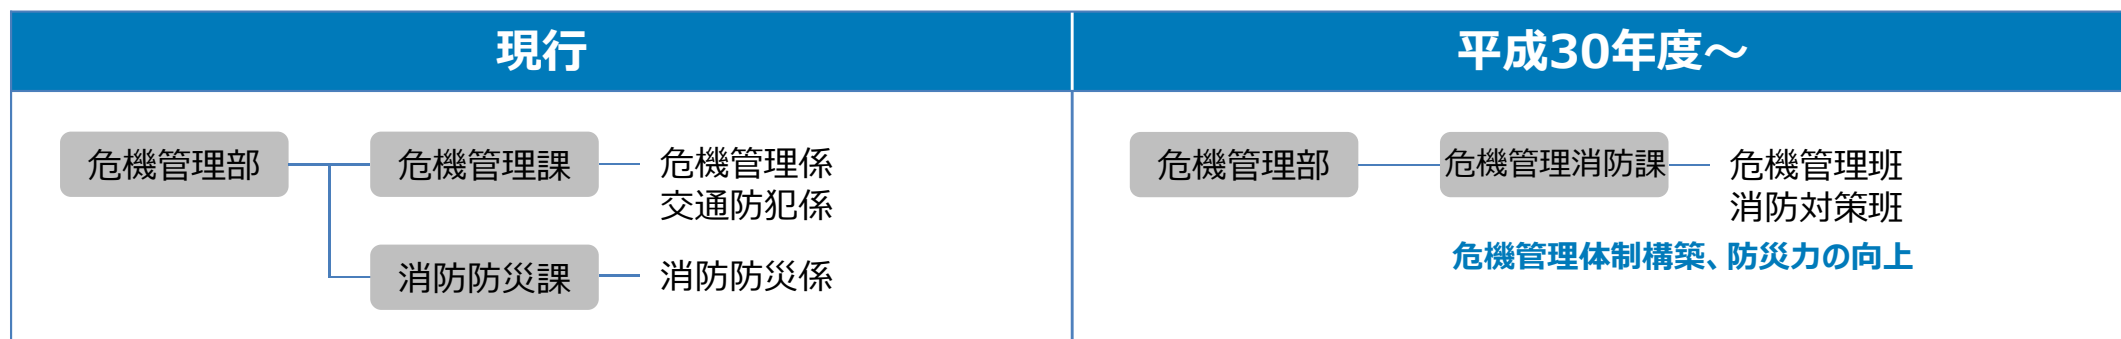 現行
危機管理部
危機管理課
危機管理係
交通防犯係
消防防災課
消防防災係
平成30年度～
危機管理部
危機管理消防課
危機管理班
消防対策班
危機管理体制構築、防災力の向上